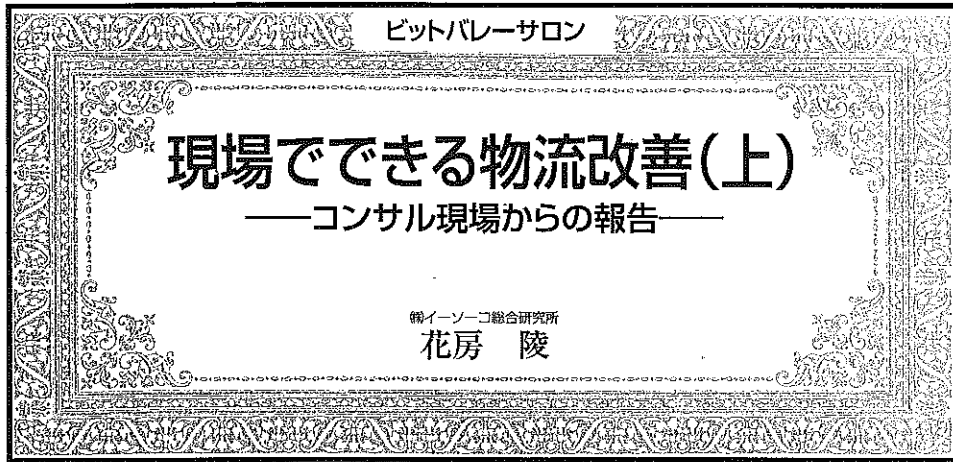 ビットバレーサロン
現場でできる物流改善(上)
――コンサル現場からの報告――
㈱イーソーコ総合研究所
花房 陵